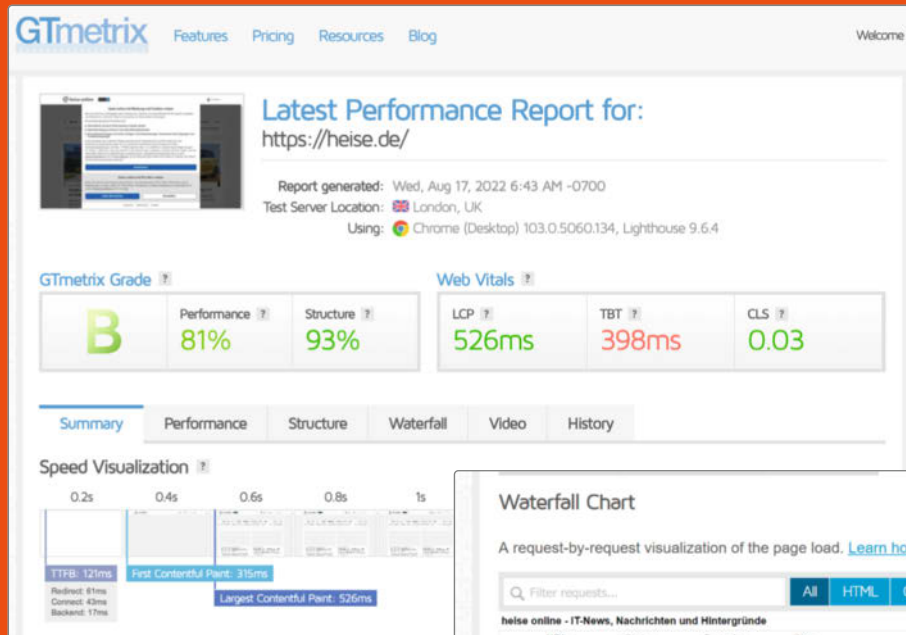 GTmetrix Features Pricing Resources Blog Welcome
Latest Performance Report for:
https://heise.de/
Report generated: Wed, Aug 17, 2022 6:43 AM -0700
Test Server Location: London, UK
Using: Chrome (Desktop) 103.0.5060.134, Lighthouse 9.6.4
GTmetrix Grade ? Web Vitals ?
B
Performance ? Structure ? LCP ? TBT ? CLS ?
81% 93% 526ms 398ms 0.03
Summary Performance Structure Waterfall Video History
Speed Visualization ?
0.2s 0.4s 0.6s 0.8s 1s
TTFB: 121ms First Contentful Paint: 315ms
Redirect: 61ms
Connect: 43ms
Backend: 17ms
Largest Contentful Paint: 526ms
Waterfall Chart
A request-by-request visualization of the page load. Learn ho
Filter requests... All HTML
heise online - IT-News, Nachrichten und Hintergründe